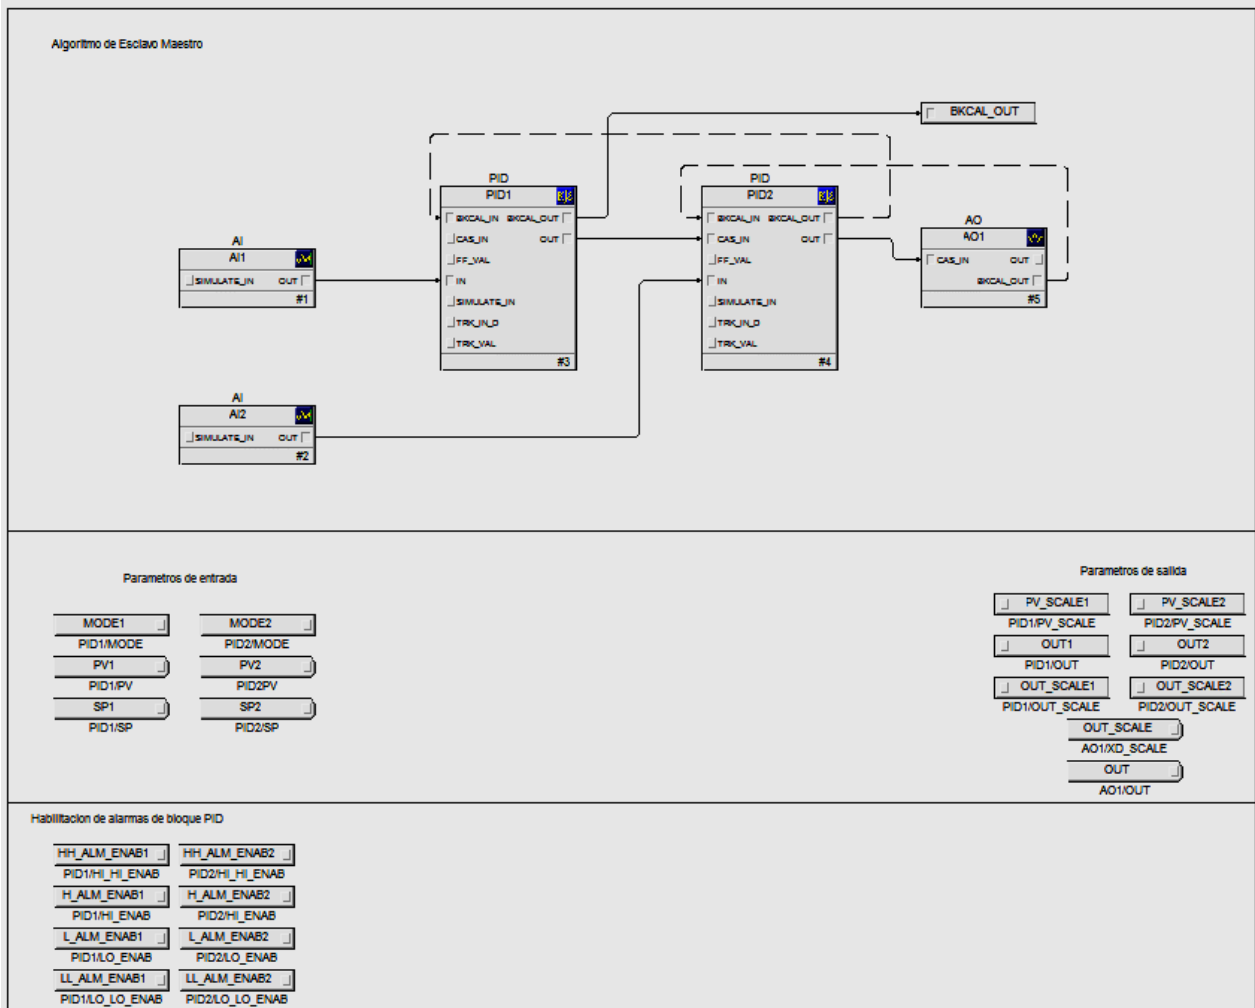 Algoritmo de Esclavo Maestro
BKCAL_OUT
PID
PID1
BKCAL_IN BKCAL_OUT
CAS_IN OUT
FF_VAL
IN
SIMULATE_IN
TRK_IN_D
TRK_VAL
#3
PID
PID2
BKCAL_IN BKCAL_OUT
CAS_IN OUT
FF_VAL
IN
SIMULATE_IN
TRK_IN_D
TRK_VAL
#4
AO
AO1
CAS_IN OUT
BKCAL_OUT
#5
AI
AI1
SIMULATE_IN OUT
#1
AI
AI2
SIMULATE_IN OUT
#2
Parametros de entrada
MODE1 MODE2
PID1/MODE PID2/MODE
PV1 PV2
PID1/PV PID2PV
SP1 SP2
PID1/SP PID2/SP
Parametros de salida
PV_SCALE1 PV_SCALE2
PID1/PV_SCALE PID2/PV_SCALE
OUT1 OUT2
PID1/OUT PID2/OUT
OUT_SCALE1 OUT_SCALE2
PID1/OUT_SCALE PID2/OUT_SCALE
OUT_SCALE
AO1/XD_SCALE
OUT
AO1/OUT
Habilitacion de alarmas de bloque PID
HH_ALM_ENAB1 HH_ALM_ENAB2
PID1/HI_HI_ENAB PID2/HI_HI_ENAB
H_ALM_ENAB1 H_ALM_ENAB2
PID1/HI_ENAB PID2/HI_ENAB
L_ALM_ENAB1 L_ALM_ENAB2
PID1/LO_ENAB PID2/LO_ENAB
LL_ALM_ENAB1 LL_ALM_ENAB2
PID1/LO_LO_ENAB PID2/LO_LO_ENAB